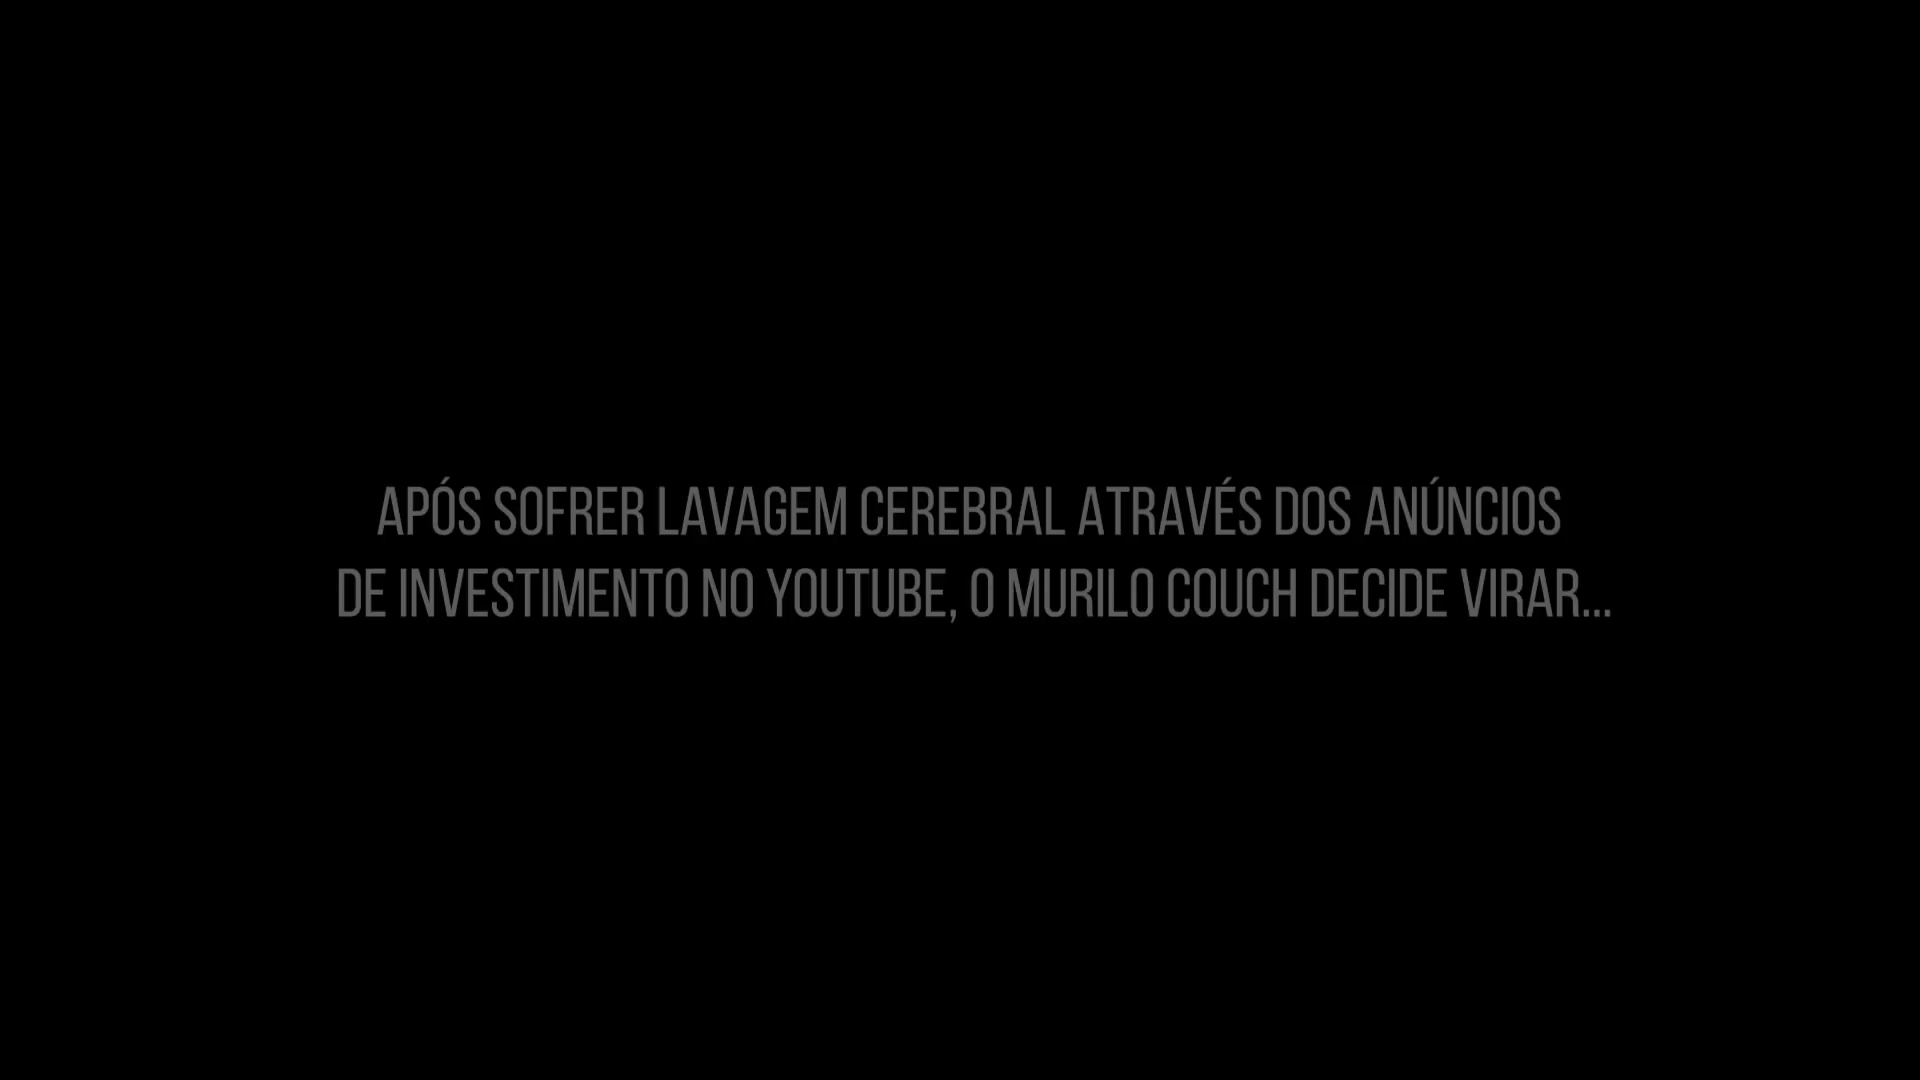 APÓS SOFRER LAVAGEM CEREBRAL ATRAVÉS DOS ANÚNCIOS
DE INVESTIMENTO NO YOUTUBE, O MURILO COUCH DECIDE VIRAR...